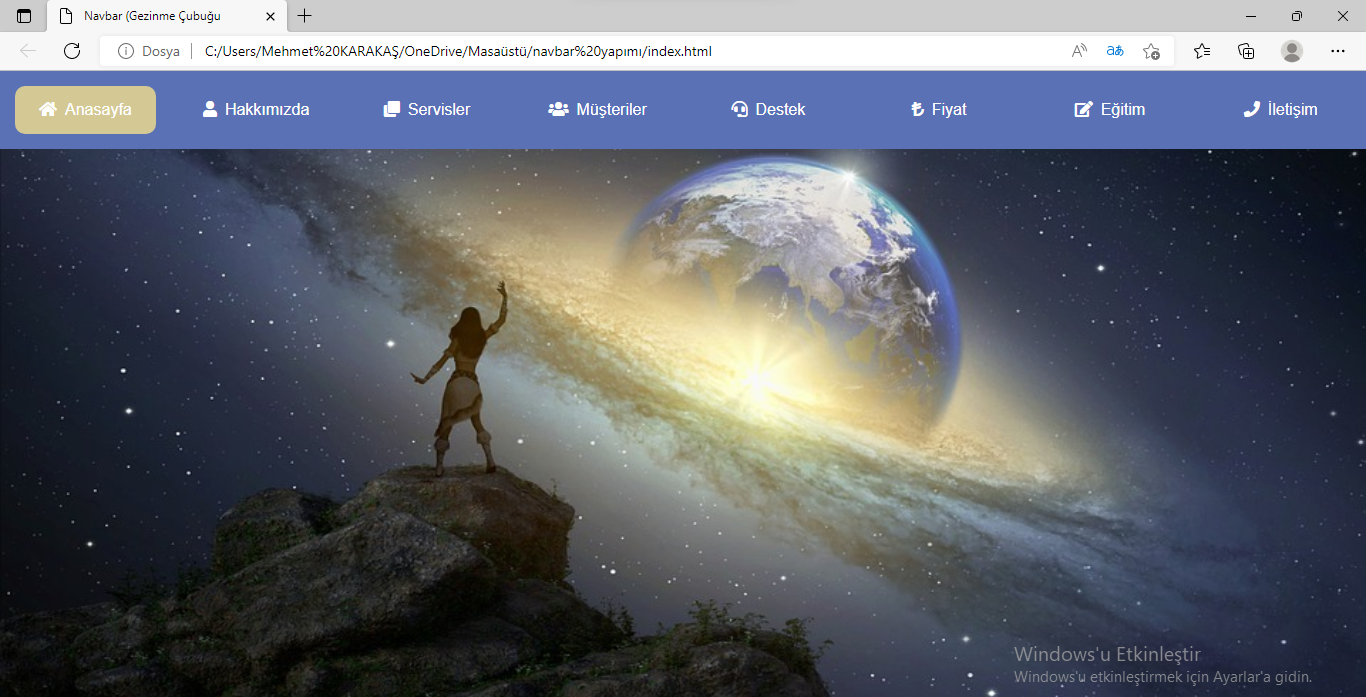 Navbar (Gezinme Çubuğu
Dosya C:/Users/Mehmet%20KARAKAŞ/OneDrive/Masaüstü/navbar%20yapımı/index.html
Anasayfa Hakkımızda Servisler Müşteriler Destek Fiyat Eğitim İletişim
Windows'u Etkinleştir
Windows'u etkinleştirmek için Ayarlar'a gidin.